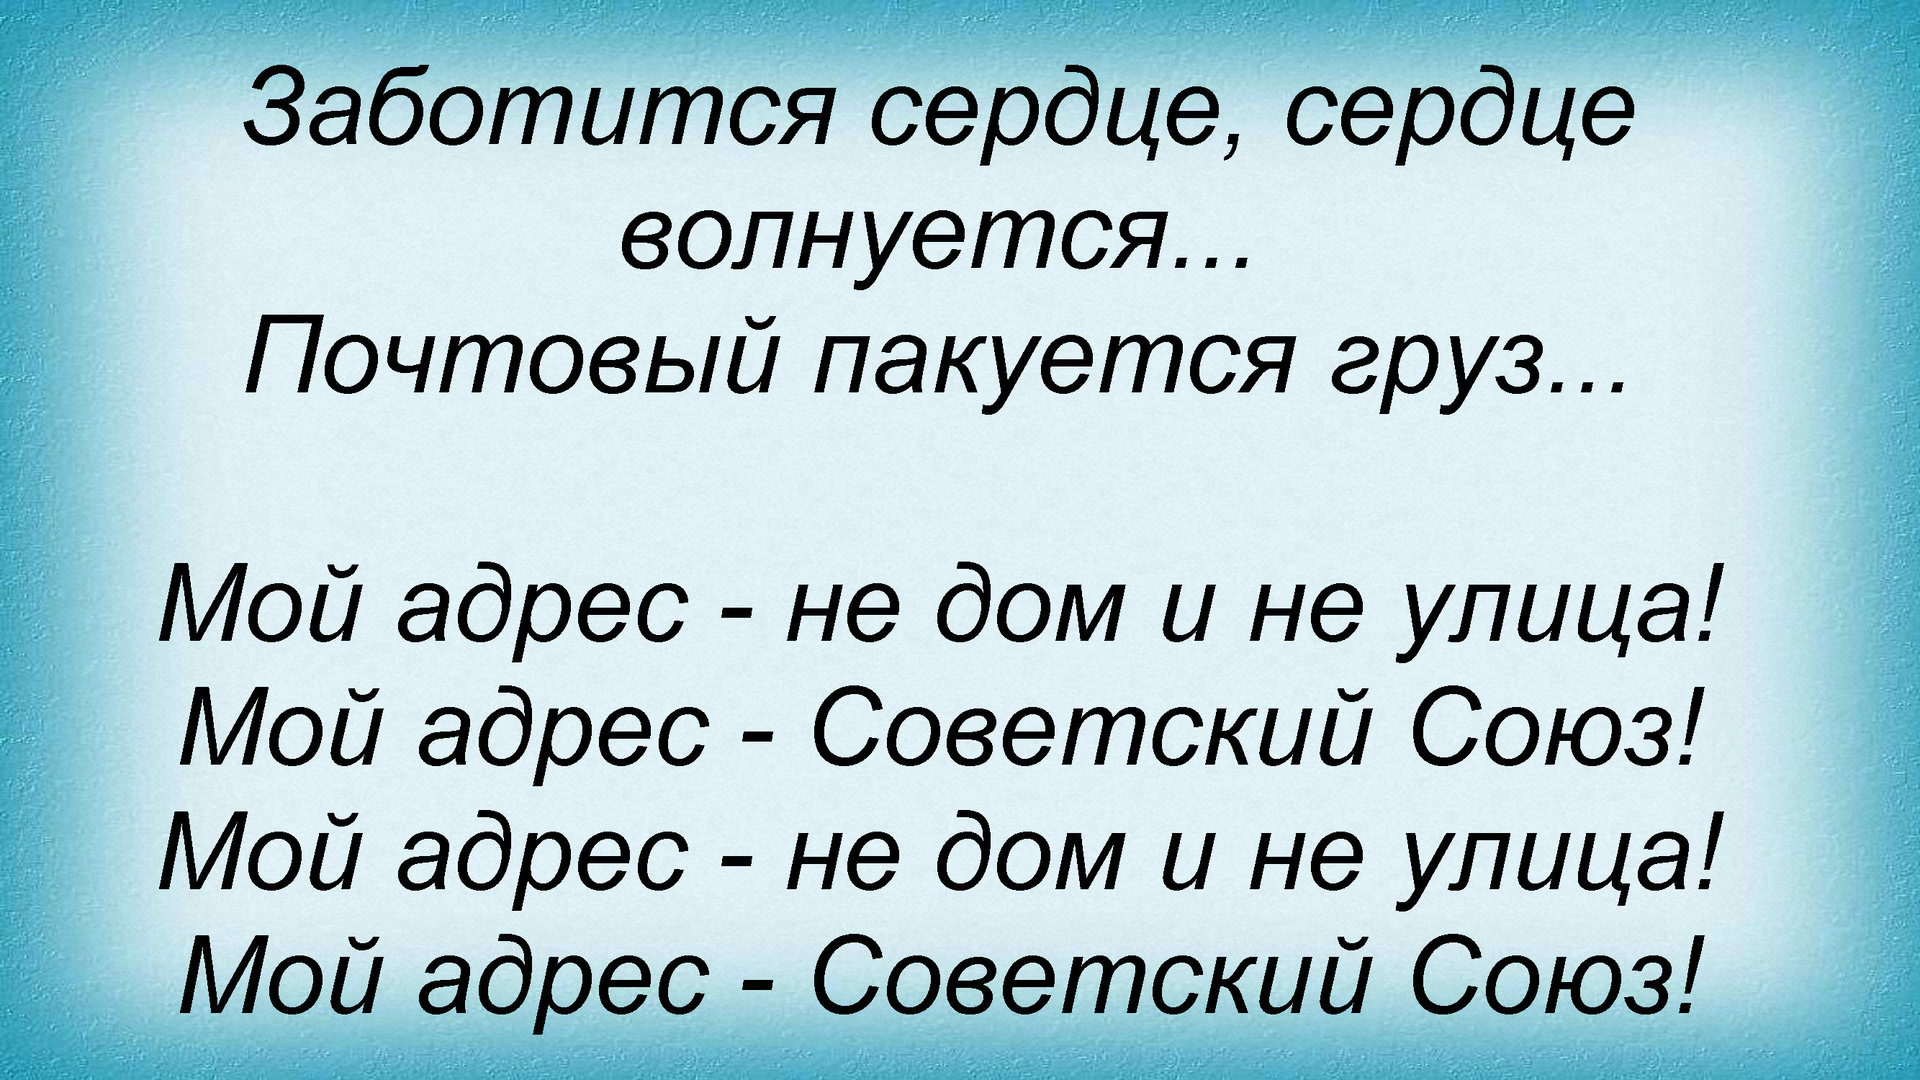 Заботится сердце, сердце
волнуется...
Почтовый пакуется груз...
Мой адрес - не дом и не улица!
Мой адрес - Советский Союз!
Мой адрес - не дом и не улица!
Мой адрес - Советский Союз!